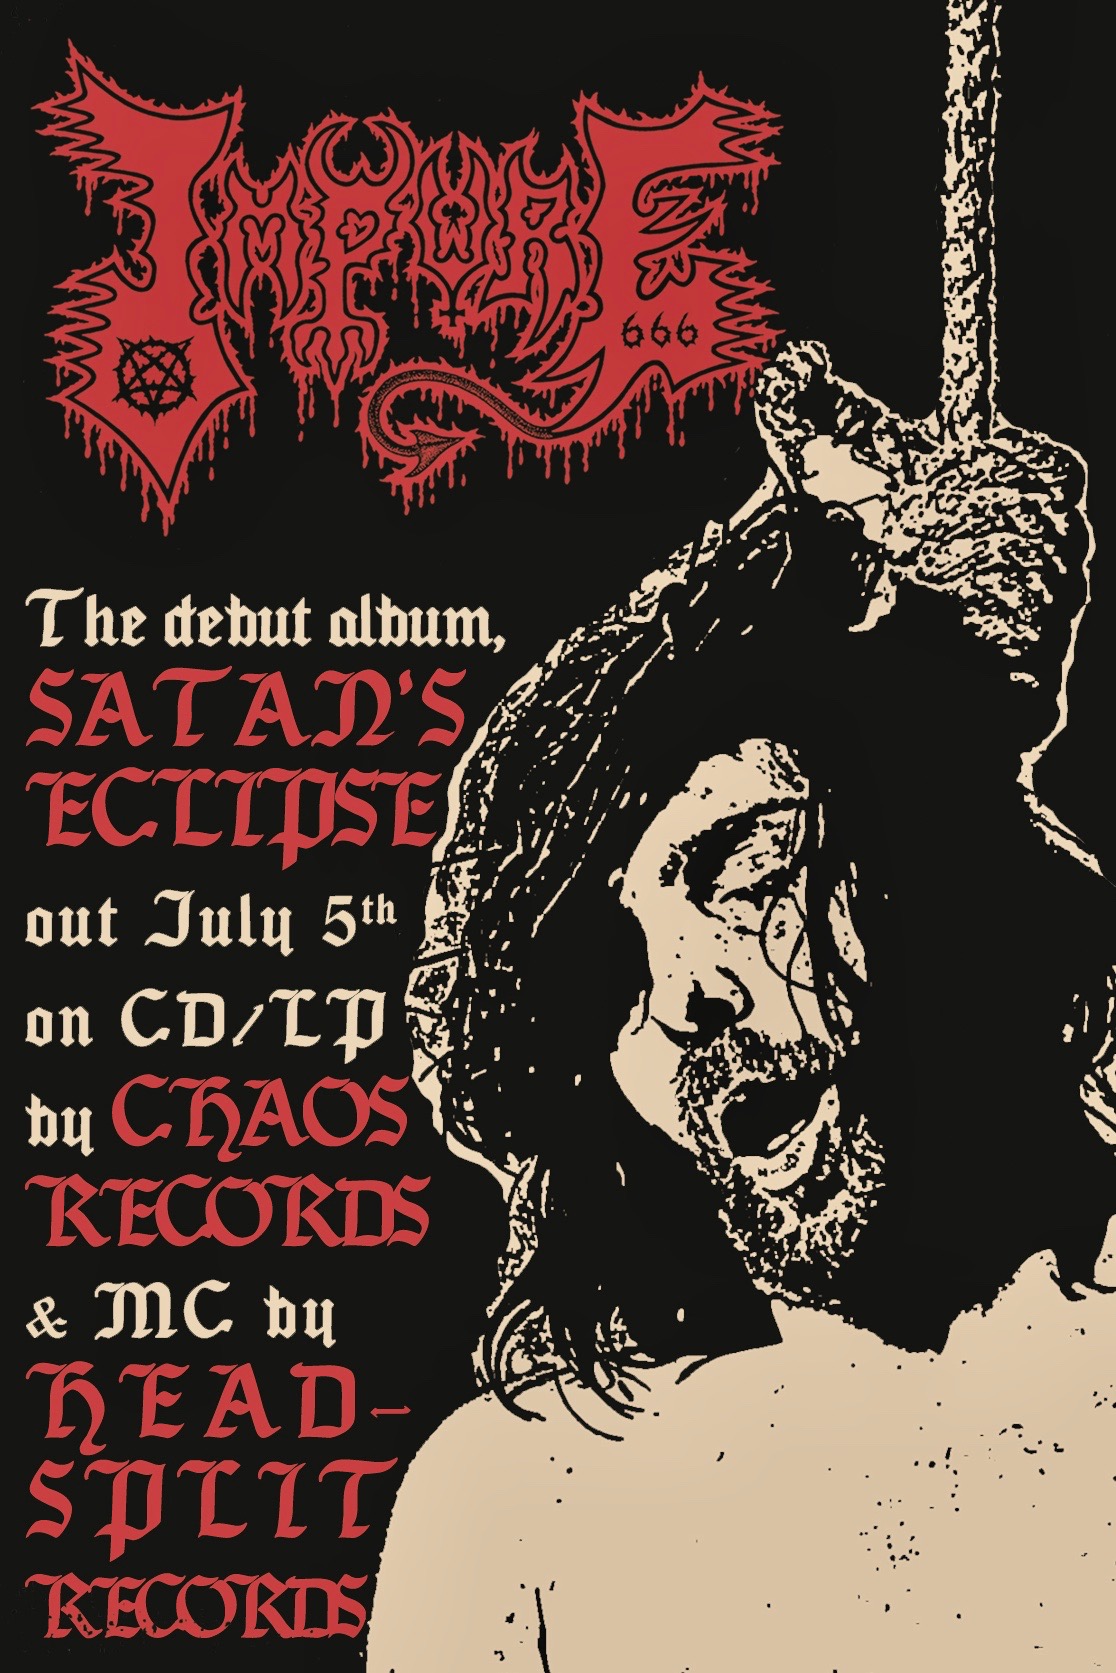 IMPURE
666
The debut album,
SATAN'S
ECLIPSE
out July 5th
on CD/LP
by CHAOS
RECORDS
& MC by
HEAD-
SPLIT
RECORDS